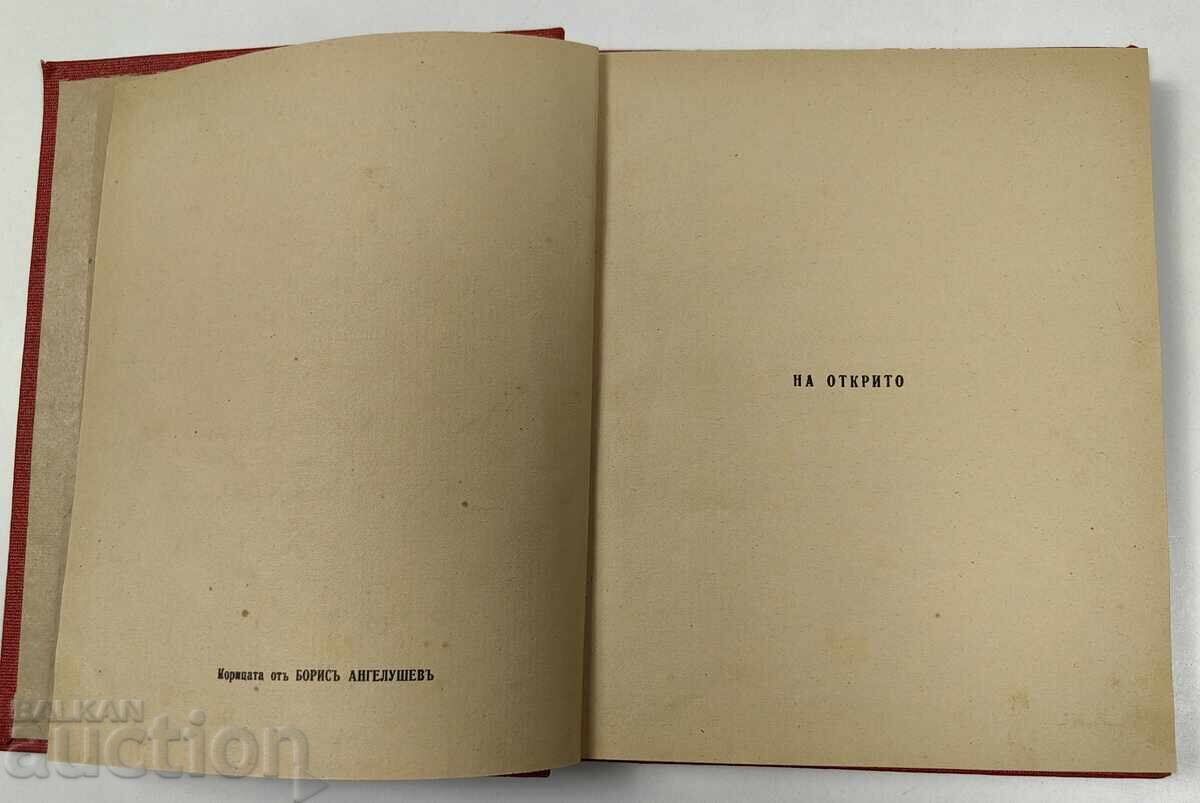 Корицата отъ БОРИСЪ АНГЕЛУШЕВЪ
НА ОТКРИТО
BALKAN
auction